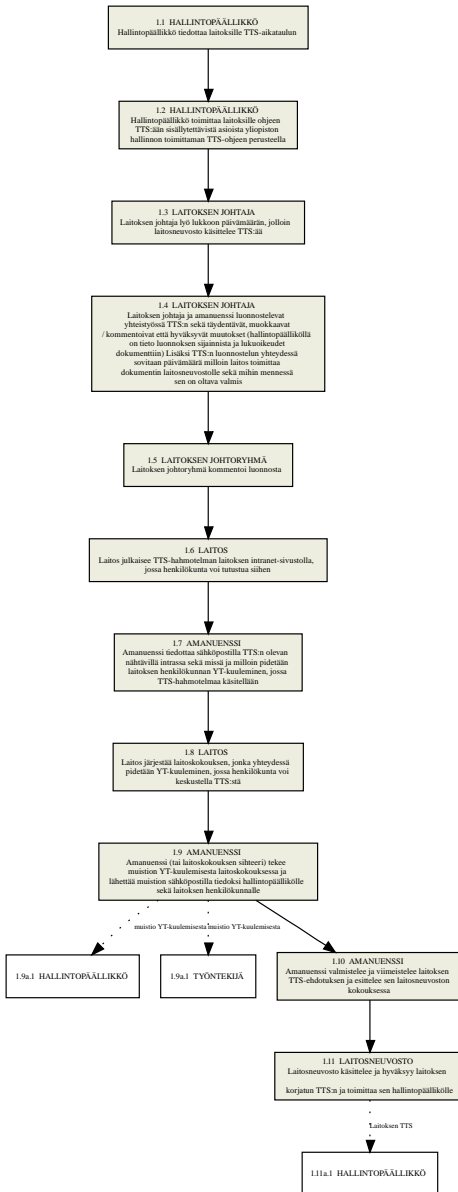 1.1 HALLINTOPÄÄLLIKKÖ
Hallintopäällikkö tiedottaa laitoksille TTS-aikataulun
1.2 HALLINTOPÄÄLLIKKÖ
Hallintopäällikkö toimittaa laitoksille ohjeen
TTS:ään sisällytettävistä asioista yliopiston
hallinnon toimittaman TTS-ohjeen perusteella
1.3 LAITOKSEN JOHTAJA
Laitoksen johtaja lyö lukkoon päivämäärän, jolloin
laitosneuvosto käsittelee TTS:ää
1.4 LAITOKSEN JOHTAJA
Laitoksen johtaja ja amanuenssi luonnostelevat
yhteistyössä TTS:n sekä täydentävät, muokkaavat
/ kommentoivat että hyväksyvät muutokset (hallintopäälliköllä
on tieto luonnoksen sijainnista ja lukuoikeudet
dokumenttiin) Lisäksi TTS:n luonnostelun yhteydessä
sovitaan päivämäärä milloin laitos toimittaa
dokumentin laitosneuvostolle sekä mihin mennessä
sen on oltava valmis
1.5 LAITOKSEN JOHTORYHMÄ
Laitoksen johtoryhmä kommentoi luonnosta
1.6 LAITOS
Laitos julkaisee TTS-hahmotelman laitoksen intranet-sivustolla,
jossa henkilökunta voi tutustua siihen
1.7 AMANUENSSI
Amanuenssi tiedottaa sähköpostilla TTS:n olevan
nähtävillä intrassa sekä missä ja milloin pidetään
laitoksen henkilökunnan YT-kuuleminen, jossa
TTS-hahmotelmaa käsitellään
1.8 LAITOS
Laitos järjestää laitoskokouksen, jonka yhteydessä
pidetään YT-kuuleminen, jossa henkilökunta voi
keskustella TTS:stä
1.9 AMANUENSSI
Amanuenssi (tai laitoskokouksen sihteeri) tekee
muistion YT-kuulemisesta laitoskokouksessa ja
lähettää muistion sähköpostilla tiedoksi hallintopäällikölle
sekä laitoksen henkilökunnalle
muistio YT-kuulemisesta muistio YT-kuulemisesta
1.9a.1 HALLINTOPÄÄLLIKKÖ
1.9a.1 TYÖNTEKIJÄ
1.10 AMANUENSSI
Amanuenssi valmistelee ja viimeistelee laitoksen
TTS-ehdotuksen ja esittelee sen laitosneuvoston
kokouksessa
1.11 LAITOSNEUVOSTO
Laitosneuvosto käsittelee ja hyväksyy laitoksen
korjatun TTS:n ja toimittaa sen hallintopäällikölle
Laitoksen TTS
1.11a.1 HALLINTOPÄÄLLIKKÖ